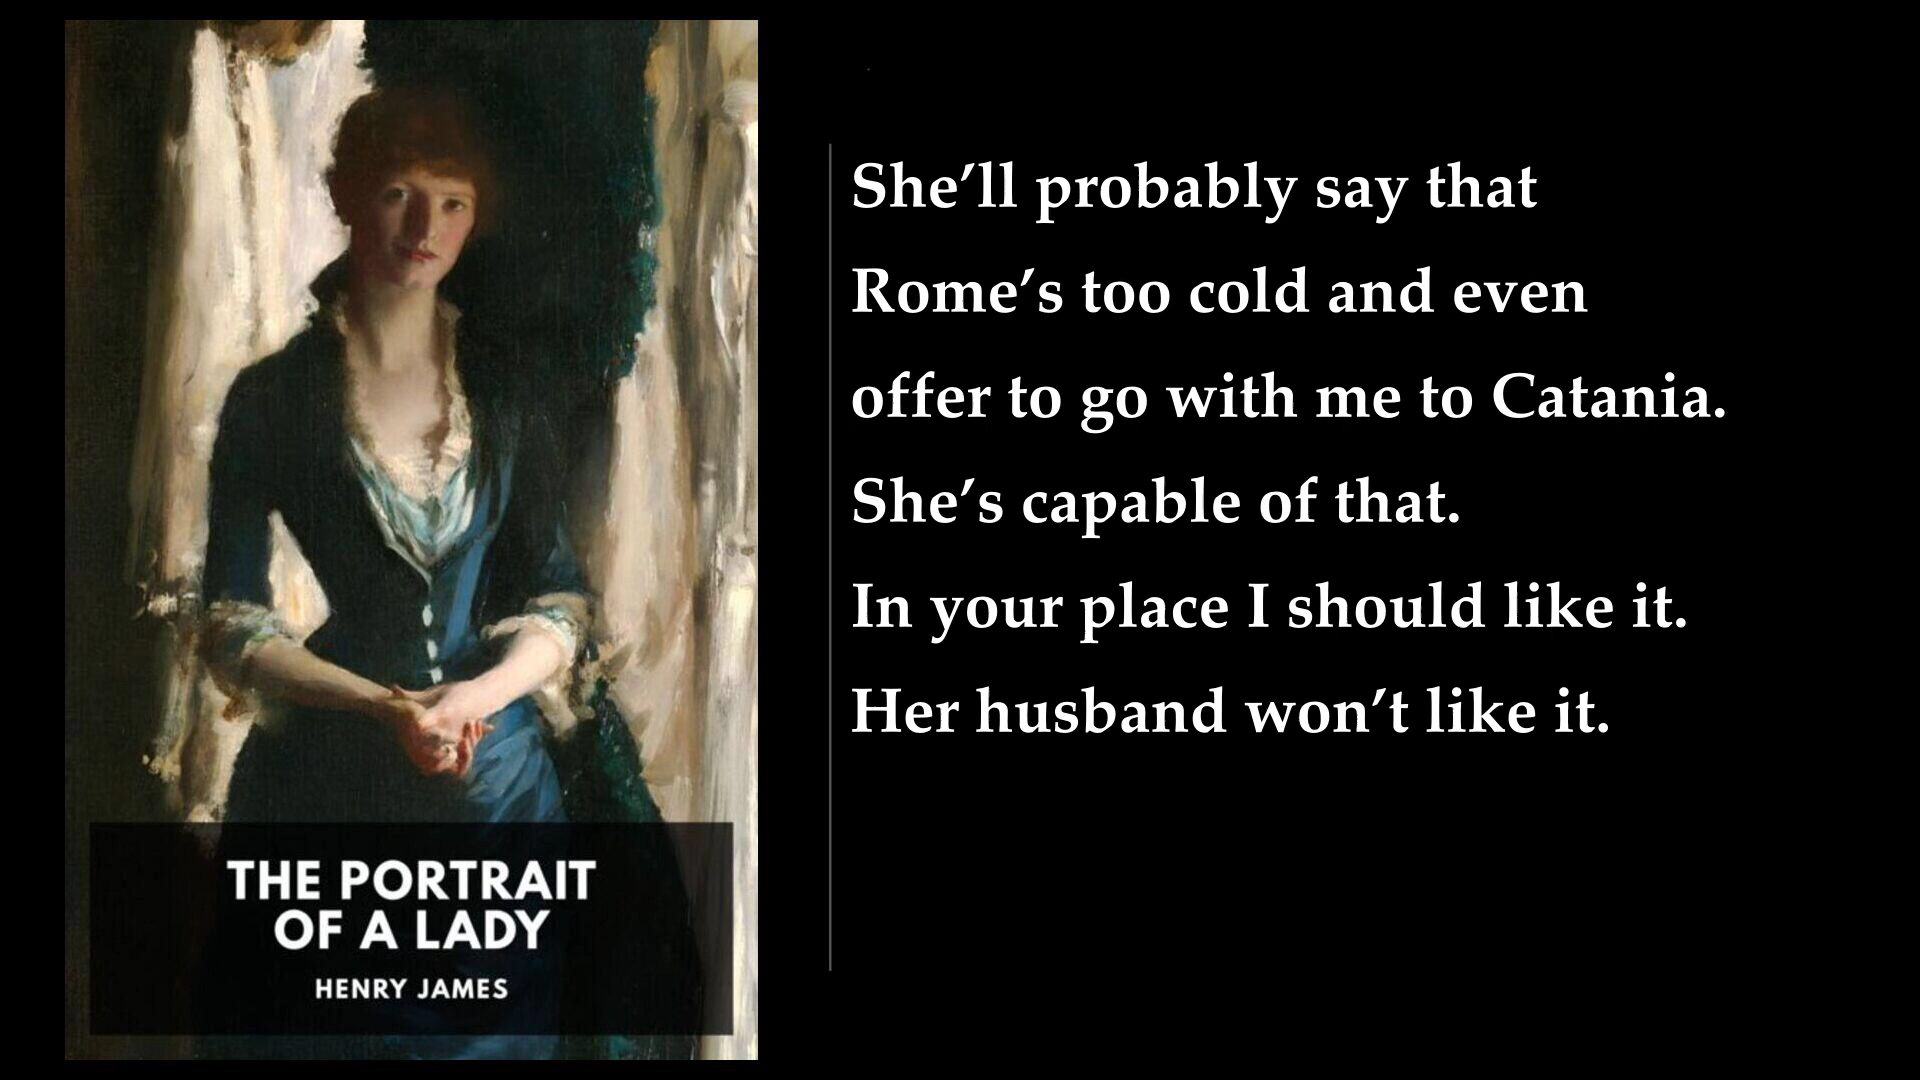 She’ll probably say that
Rome’s too cold and even
offer to go with me to Catania.
She’s capable of that.
In your place I should like it.
Her husband won’t like it.
THE PORTRAIT
OF A LADY
HENRY JAMES